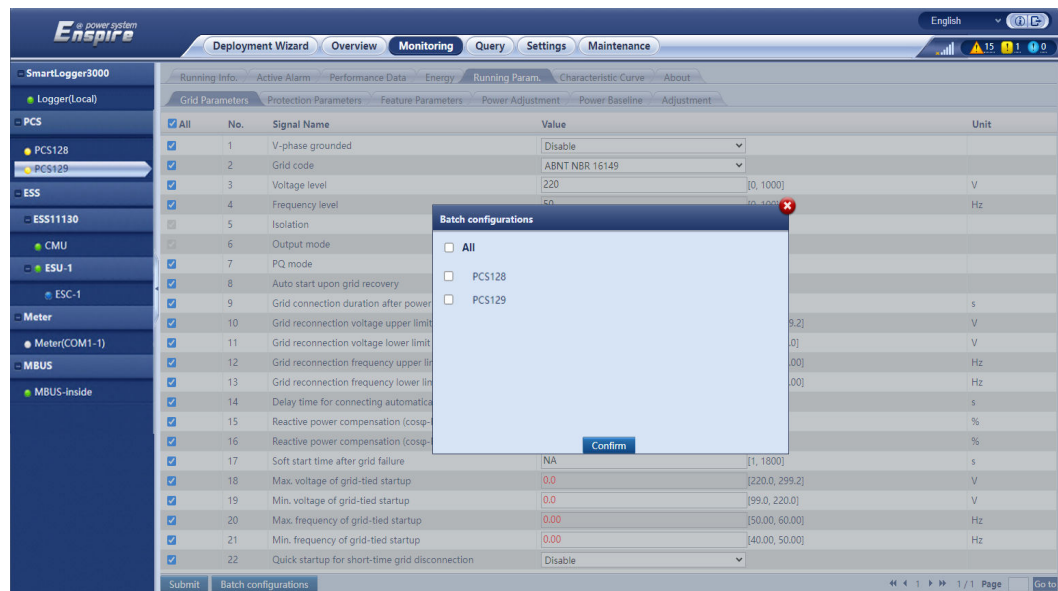 English
e power system
Enspire
Deployment Wizard Overview Monitoring Query Settings Maintenance
15 1 0
SmartLogger3000
Logger(Local)
PCS
PCS128
PCS129
ESS
ESS11130
CMU
ESU-1
ESC-1
Meter
Meter(COM1-1)
MBUS
MBUS-inside
Running Info. Active Alarm Performance Data Energy Running Param. Characteristic Curve About
Grid Parameters Protection Parameters Feature Parameters Power Adjustment Power Baseline Adjustment
All No. Signal Name Value Unit
1 V-phase grounded Disable
2 Grid code ABNT NBR 16149
3 Voltage level 220 [0, 1000] V
4 Frequency level 50 Hz
5 Isolation
6 Output mode
7 PQ mode
8 Auto start upon grid recovery
9 Grid connection duration after power s
10 Grid reconnection voltage upper limit 9.2] V
11 Grid reconnection voltage lower limit .0] V
12 Grid reconnection frequency upper .00] Hz
13 Grid reconnection frequency lower .00] Hz
14 Delay time for connecting s
15 Reactive power compensation %
16 Reactive power compensation %
17 Soft start time after grid failure NA [1, 1800] s
18 Max. voltage of grid-tied startup 0.0 [220.0, 299.2] V
19 Min. voltage of grid-tied startup 0.0 [99.0, 220.0] V
20 Max. frequency of grid-tied startup 0.00 [50.00, 60.00] Hz
21 Min. frequency of grid-tied startup 0.00 [40.00, 50.00] Hz
22 Quick startup for short-time grid disconnection Disable
Batch configurations
All
PCS128
PCS129
Confirm
Submit Batch configurations 1 1/1 Page Go to